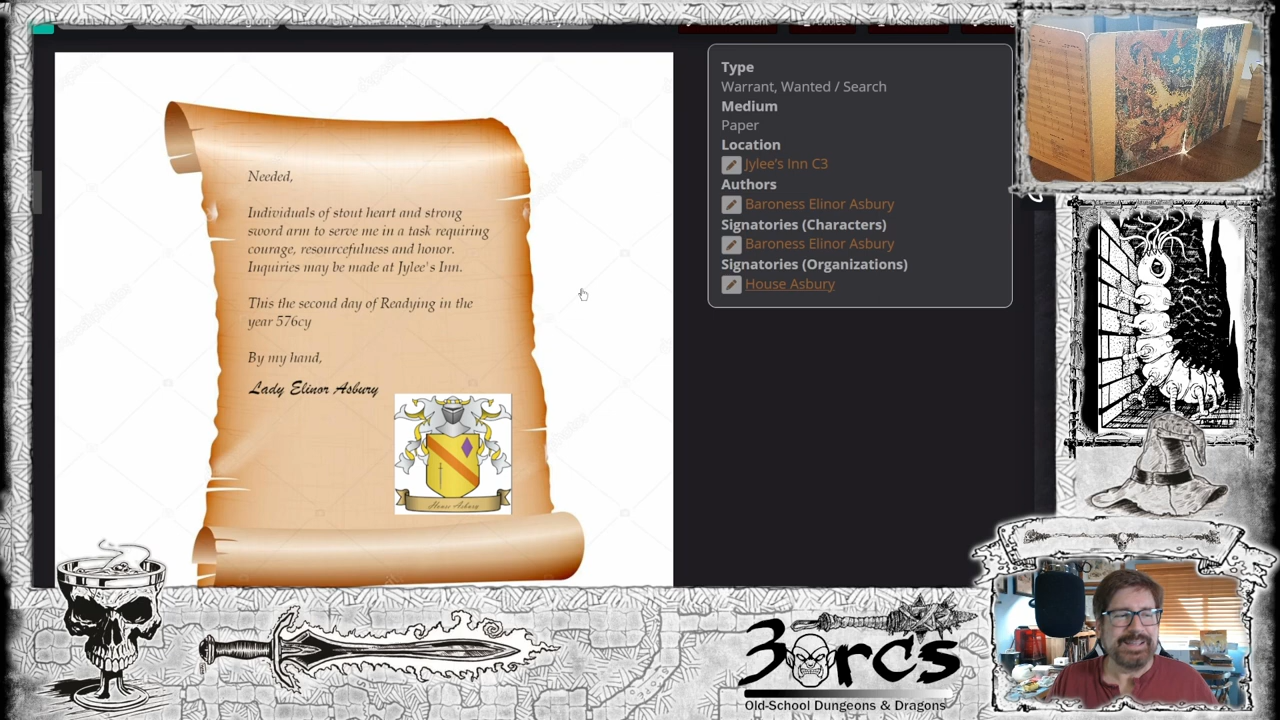 Needed,
Individuals of stout heart and strong
sword arm to serve me in a task requiring
courage, resourcefulness and honor.
Inquiries may be made at Jylee's Inn.
This the second day of Readying in the
year 576cy
By my hand,
Lady Elinor Asbury
House Asbury
Type
Warrant, Wanted / Search
Medium
Paper
Location
Jylee's Inn C3
Authors
Baroness Elinor Asbury
Signatories (Characters)
Baroness Elinor Asbury
Signatories (Organizations)
House Asbury
3 orcs
Old-School Dungeons & Dragons